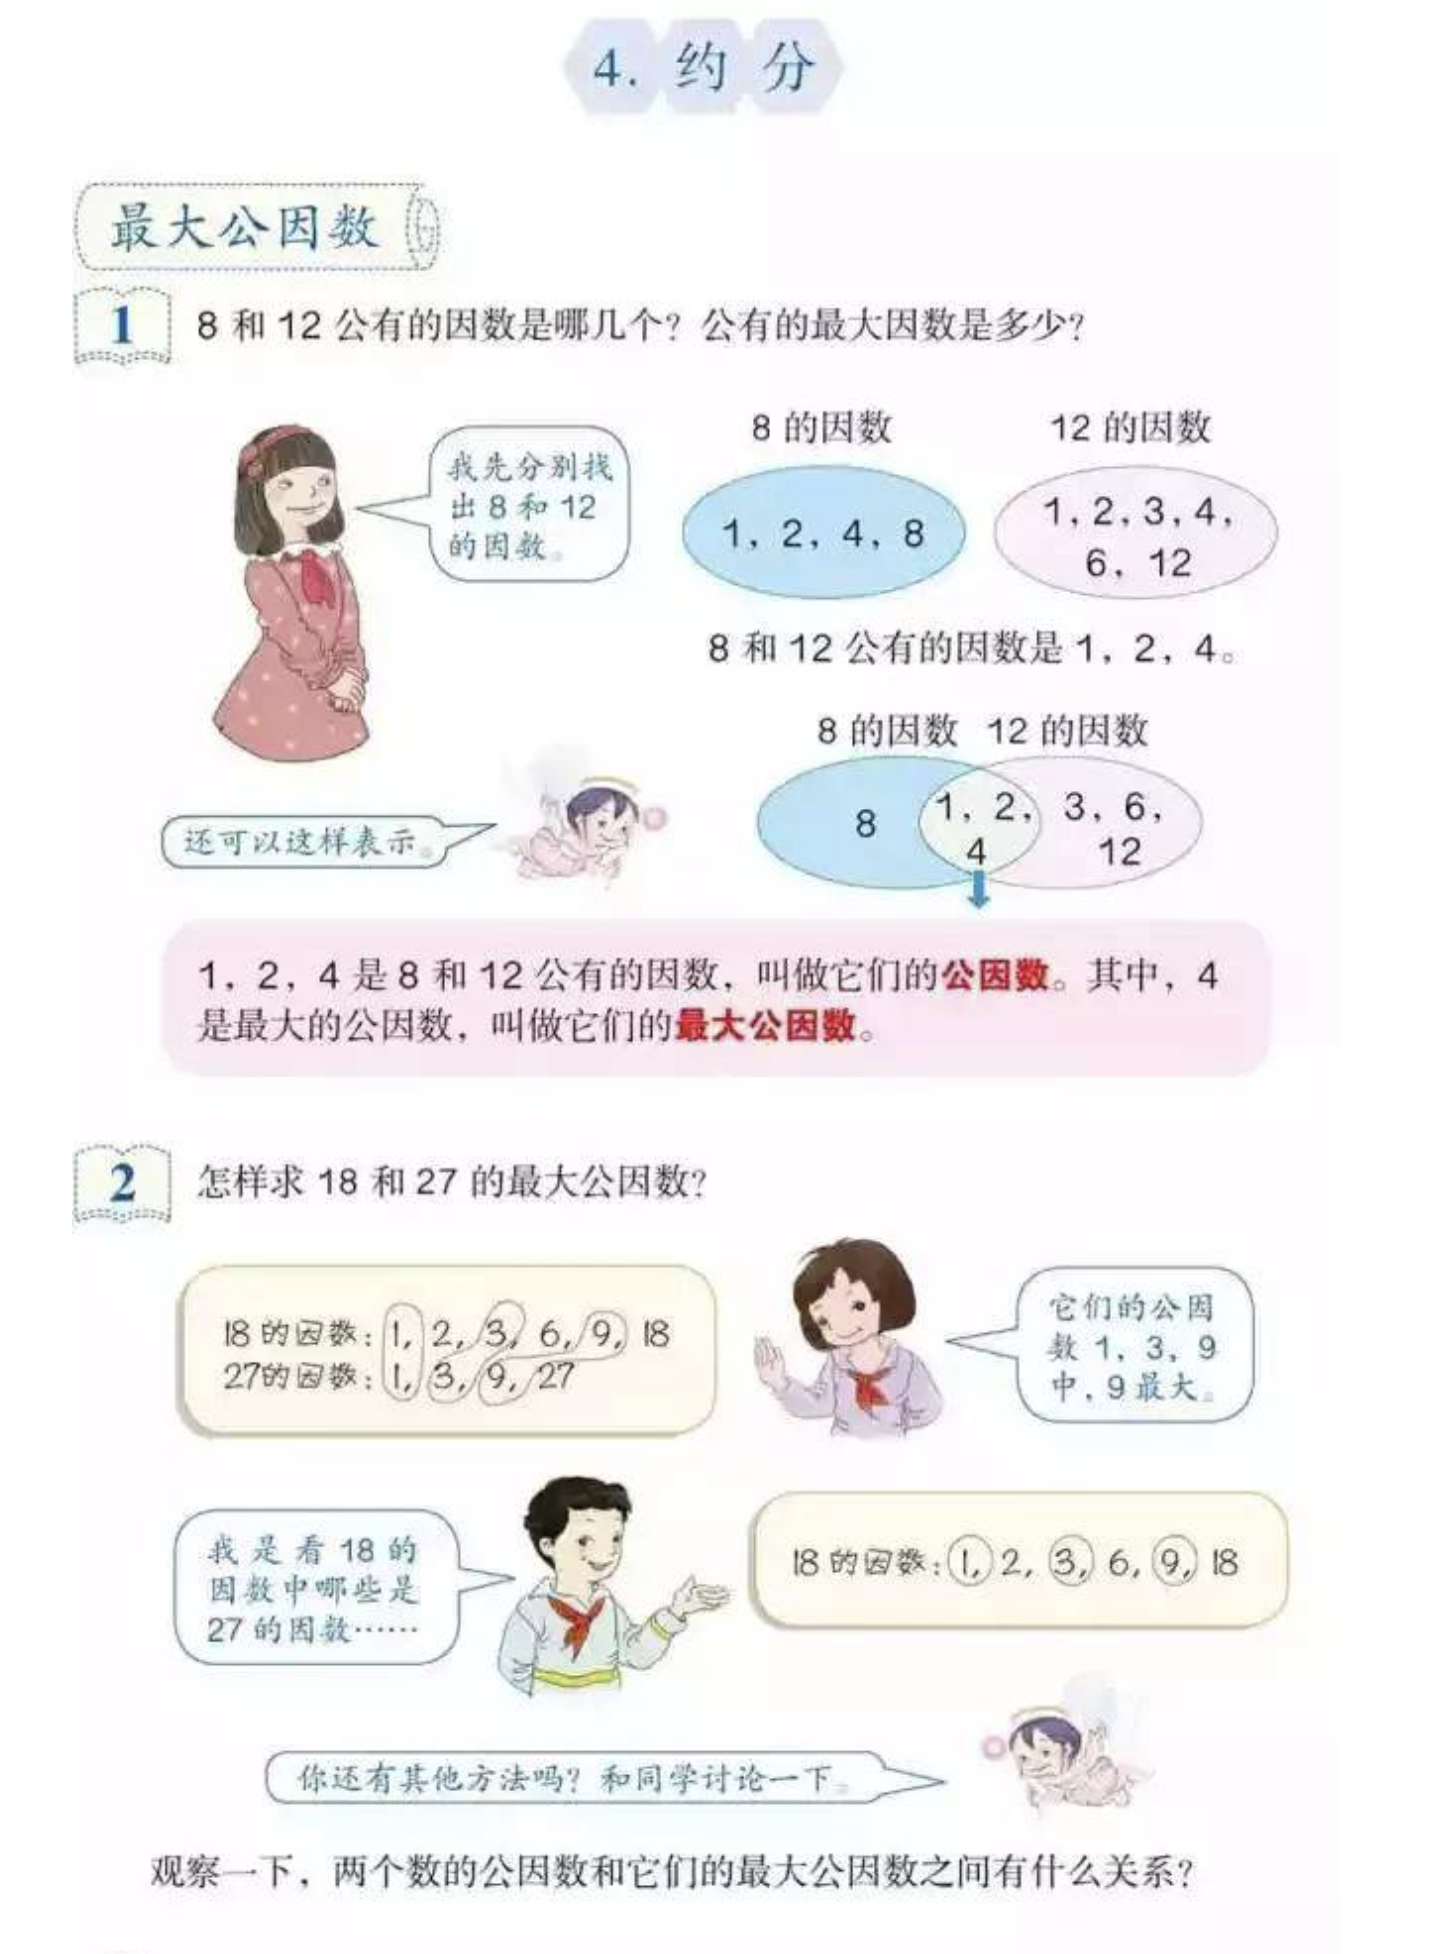 4. 约 分
最大公因数
1
8 和 12 公有的因数是哪几个？公有的最大因数是多少？
我先分别找
出 8 和 12
的因数。
8 的因数
12 的因数
1，2，4，8
1，2，3，4，
6，12
8 和 12 公有的因数是 1，2，4。
还可以这样表示。
8 的因数 12 的因数
8
1，2，
4
3，6，
12
1，2，4 是 8 和 12 公有的因数，叫做它们的公因数。其中，4
是最大的公因数，叫做它们的最大公因数。
2
怎样求 18 和 27 的最大公因数？
18 的因数：1, 2, 3, 6, 9, 18
27的因数：1, 3, 9, 27
它们的公因
数 1，3，9
中，9 最大。
我是看 18 的
因数中哪些是
27 的因数……
18 的因数：1, 2, 3, 6, 9, 18
你还有其他方法吗？和同学讨论一下。
观察一下，两个数的公因数和它们的最大公因数之间有什么关系？